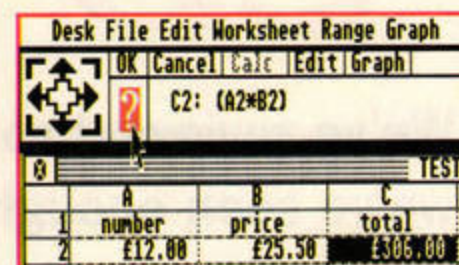 Desk File Edit Worksheet Range Graph
OK Cancel Calc Edit Graph
? C2: (A2*B2)
TEST
A B C
1 number price total
2 £12.00 £25.50 £306.00